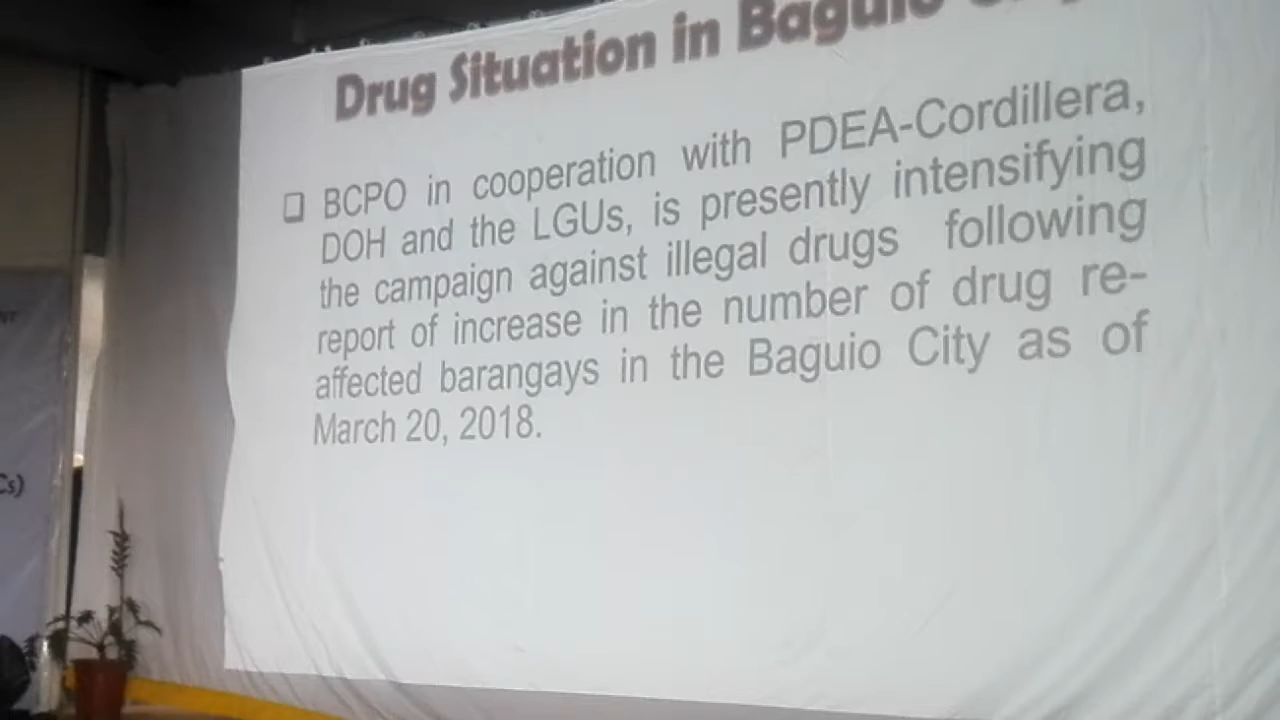 Drug Situation in Baguio
BCPO in cooperation with PDEA-Cordillera,
DOH and the LGUs, is presently intensifying
the campaign against illegal drugs following
report of increase in the number of drug re-
affected barangays in the Baguio City as of
March 20, 2018.
Cs)